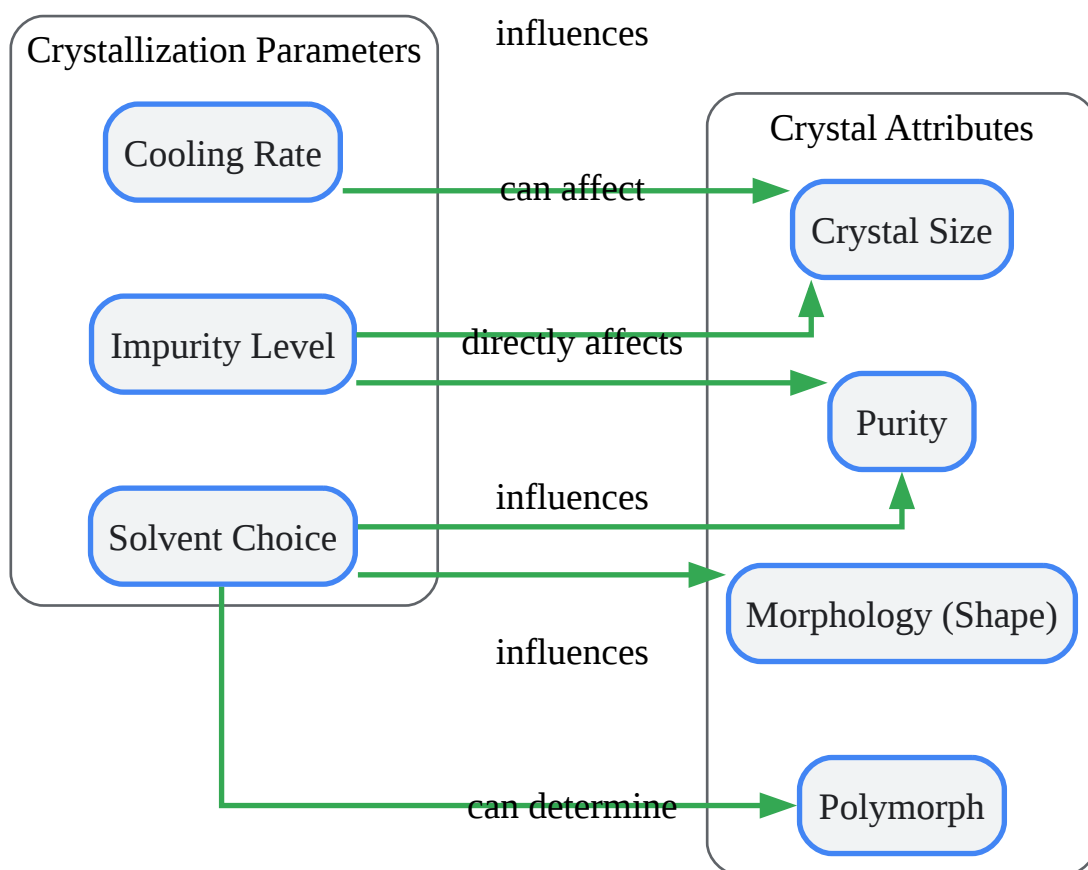 influences
Crystallization Parameters
Crystal Attributes
Cooling Rate
can affect
Crystal Size
Impurity Level
directly affects
Purity
influences
Solvent Choice
Morphology (Shape)
influences
can determine
Polymorph